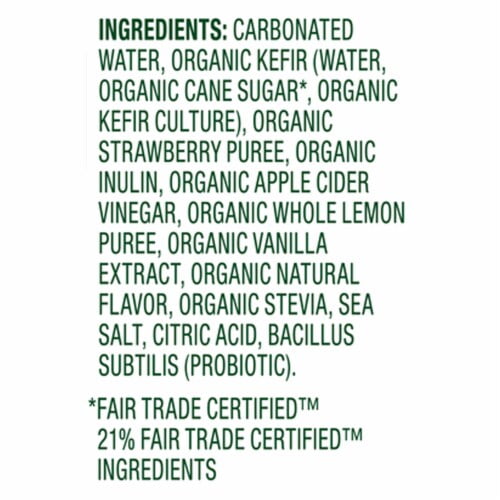 INGREDIENTS: CARBONATED
WATER, ORGANIC KEFIR (WATER,
ORGANIC CANE SUGAR*, ORGANIC
KEFIR CULTURE), ORGANIC
STRAWBERRY PUREE, ORGANIC
INULIN, ORGANIC APPLE CIDER
VINEGAR, ORGANIC WHOLE LEMON
PUREE, ORGANIC VANILLA
EXTRACT, ORGANIC NATURAL
FLAVOR, ORGANIC STEVIA, SEA
SALT, CITRIC ACID, BACILLUS
SUBTILIS (PROBIOTIC).
*FAIR TRADE CERTIFIED™
21% FAIR TRADE CERTIFIED™
INGREDIENTS